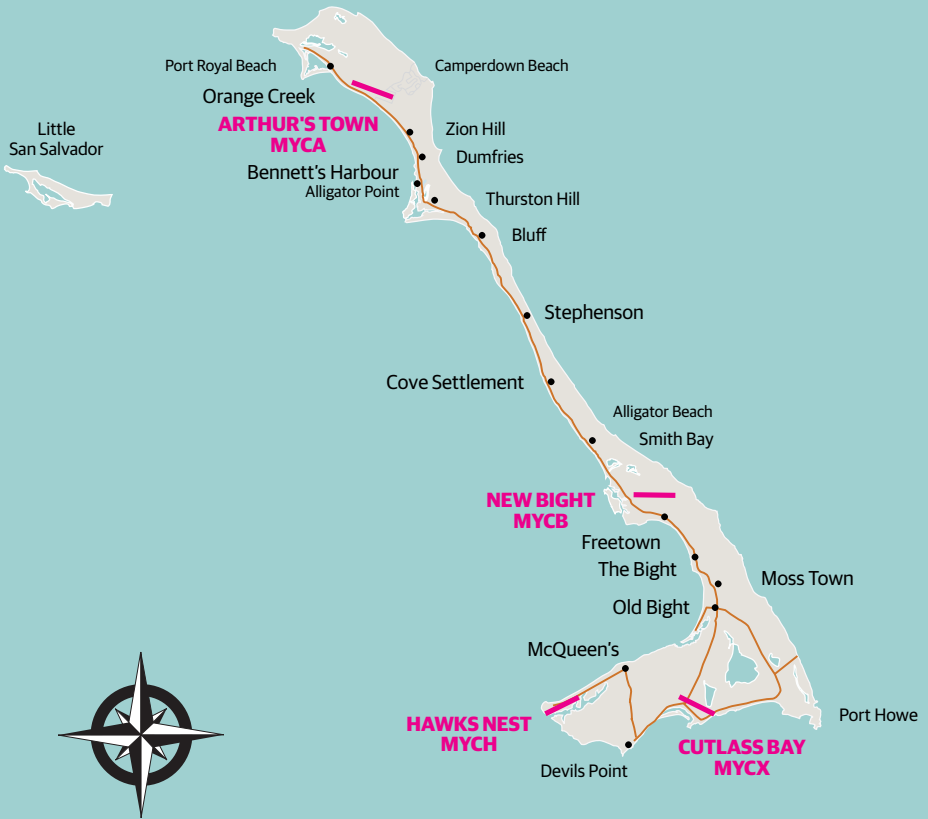 Port Royal Beach
Camperdown Beach
Orange Creek
ARTHUR'S TOWN
MYCA
Little
San Salvador
Zion Hill
Dumfries
Bennett's Harbour
Alligator Point
Thurston Hill
Bluff
Stephenson
Cove Settlement
Alligator Beach
Smith Bay
NEW BIGHT
MYCB
Freetown
The Bight
Moss Town
Old Bight
McQueen's
HAWKS NEST
MYCH
Port Howe
CUTLASS BAY
MYCX
Devils Point